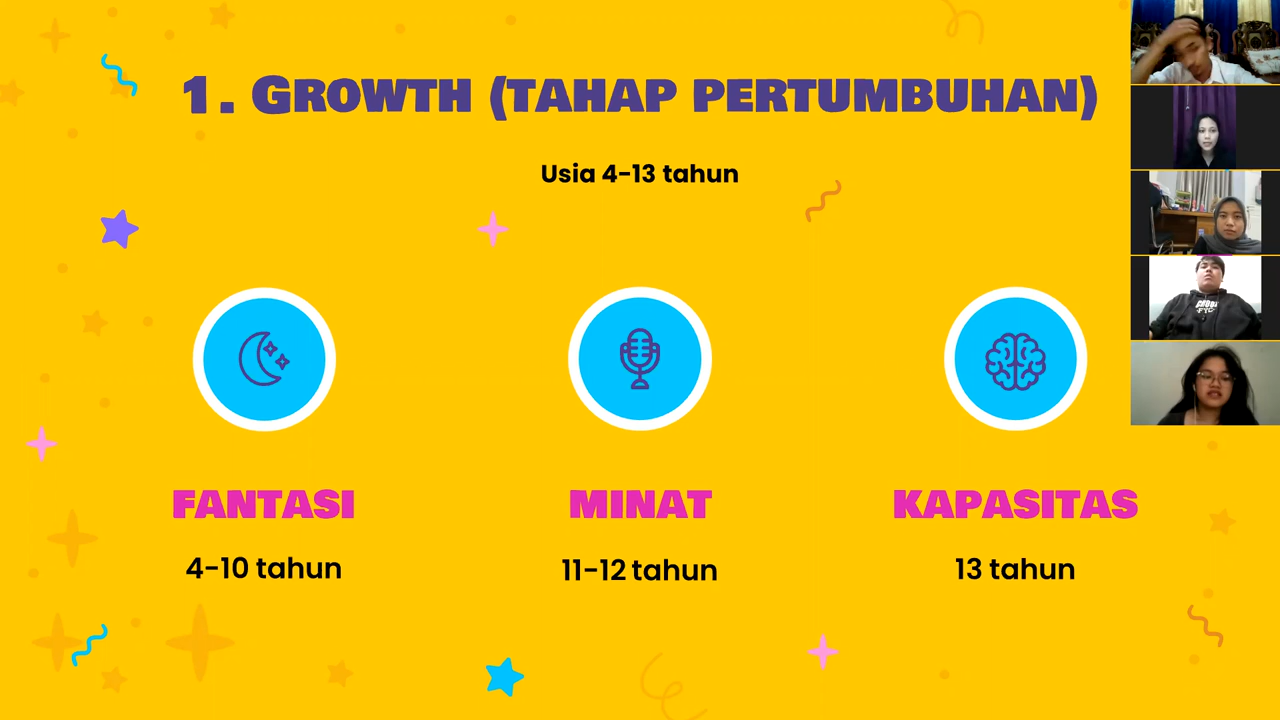 1. Growth (tahap pertumbuhan)
Usia 4-13 tahun
FANTASI
MINAT
KAPASITAS
4-10 tahun
11-12 tahun
13 tahun